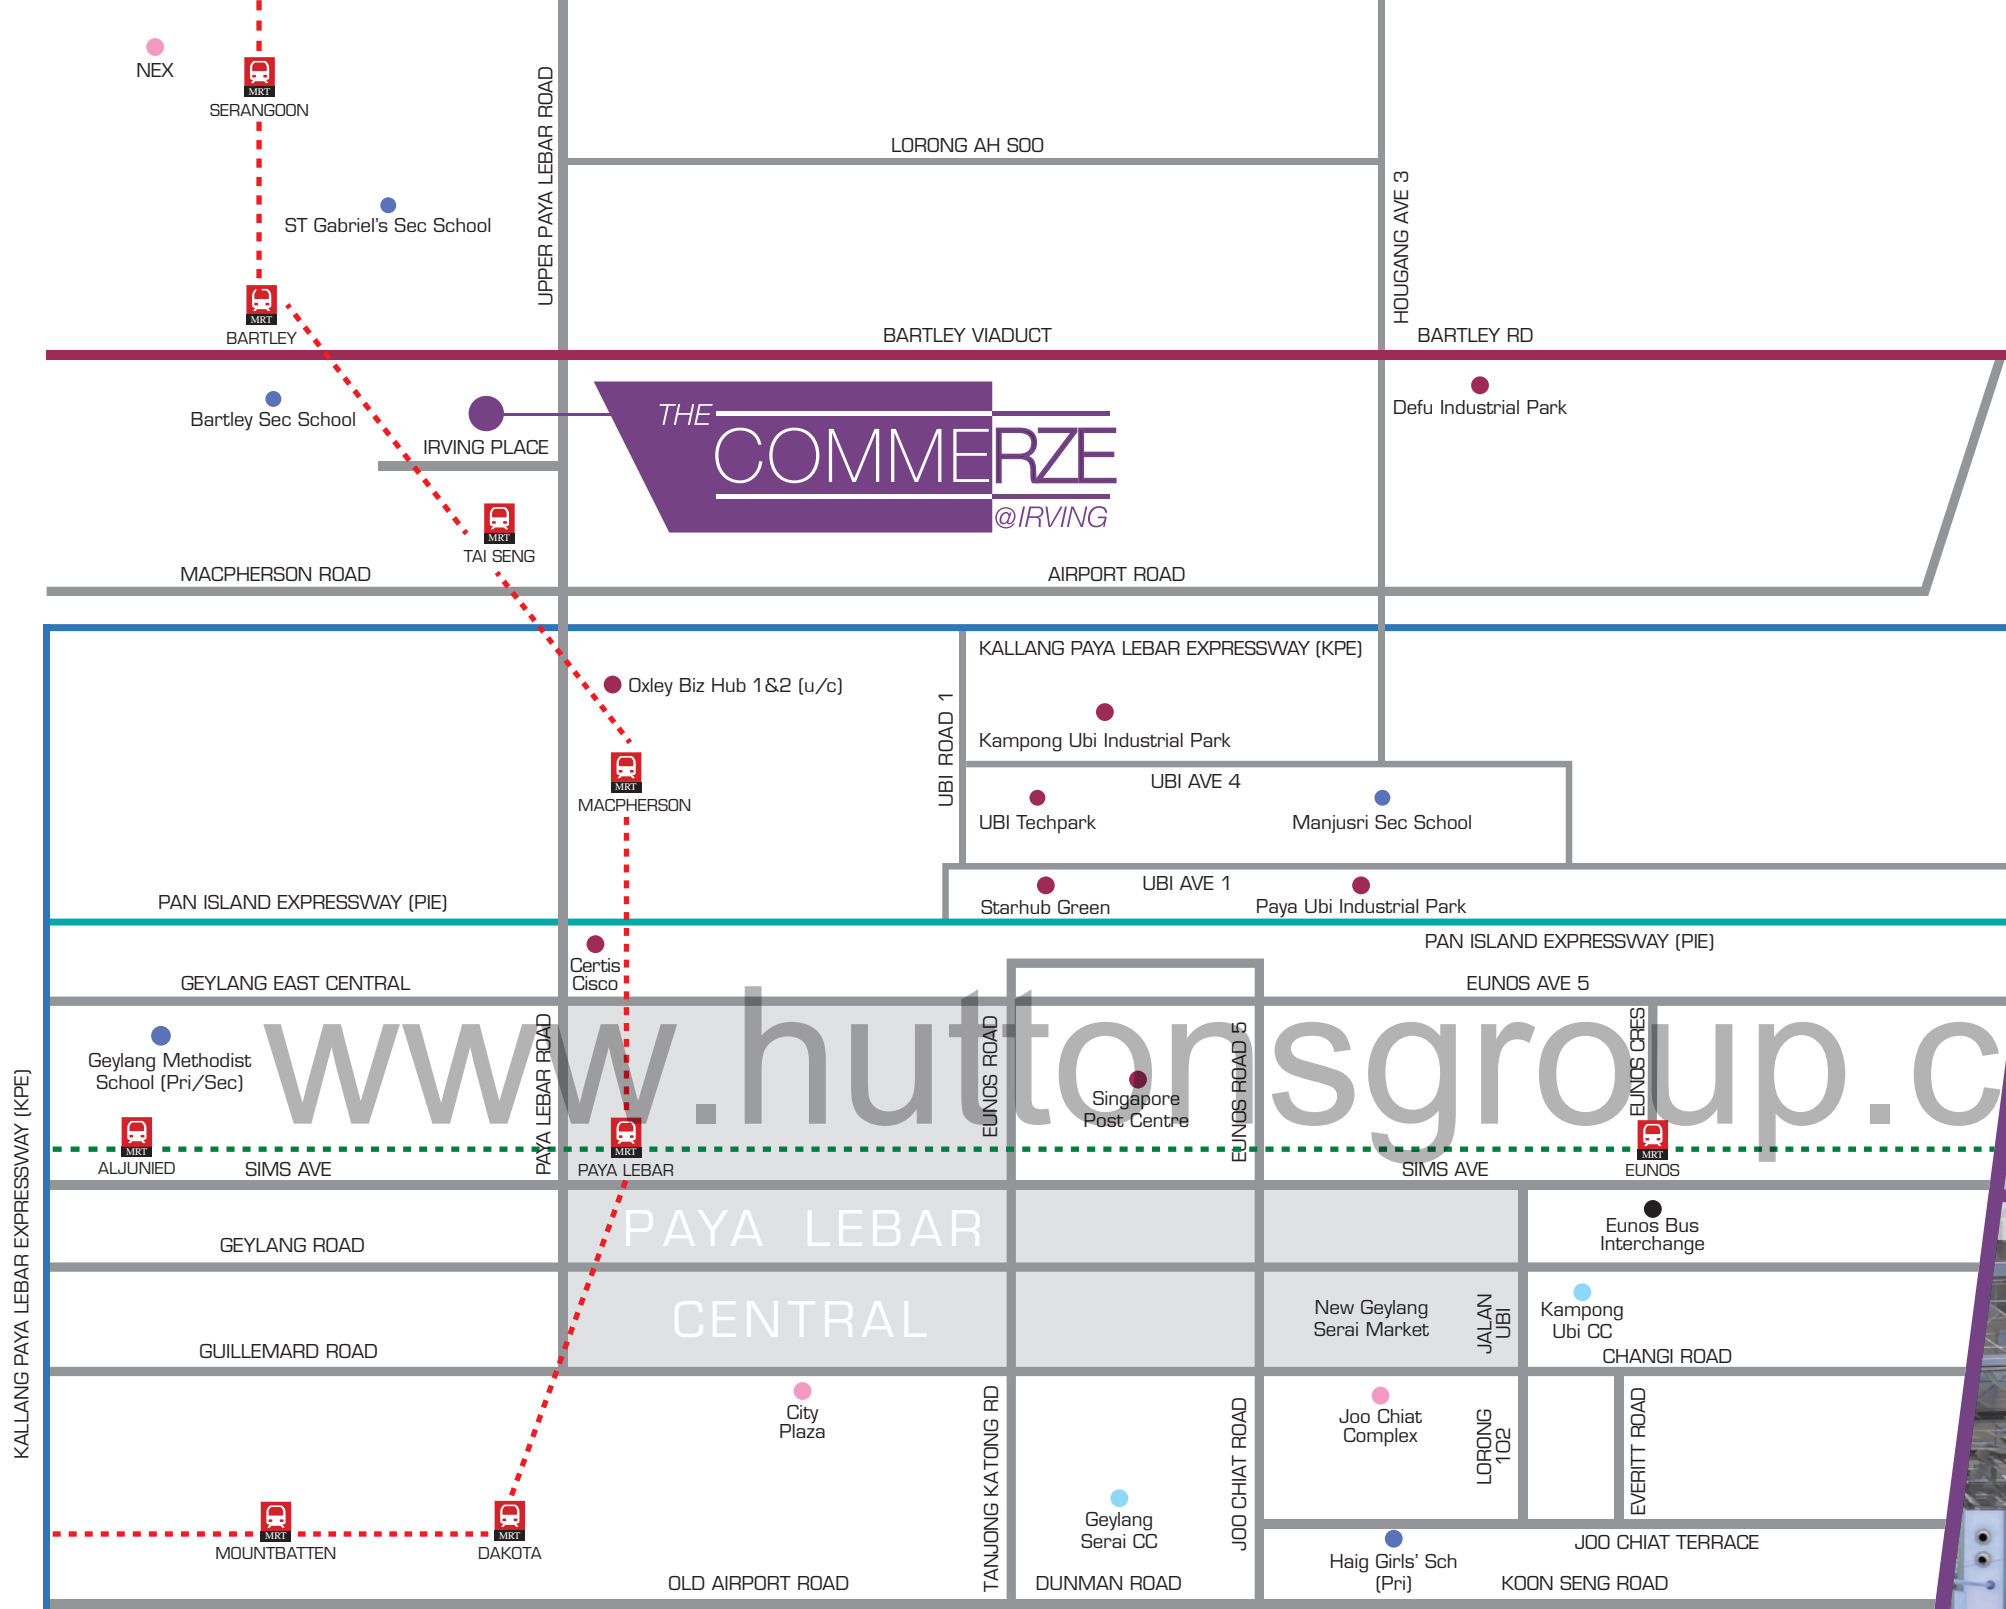 NEX
MRT
SERANGOON
UPPER PAYA LEBAR ROAD
LORONG AH SOO
HOUGANG AVE 3
ST Gabriel's Sec School
MRT
BARTLEY
BARTLEY VIADUCT
BARTLEY RD
Bartley Sec School
IRVING PLACE
THE
COMMERZE
@IRVING
Defu Industrial Park
MRT
TAI SENG
MACPHERSON ROAD
AIRPORT ROAD
KALLANG PAYA LEBAR EXPRESSWAY (KPE)
Oxley Biz Hub 1&2 (u/c)
UBI ROAD 1
Kampong Ubi Industrial Park
MRT
MACPHERSON
UBI AVE 4
UBI Techpark
Manjusri Sec School
UBI AVE 1
Starhub Green
Paya Ubi Industrial Park
PAN ISLAND EXPRESSWAY (PIE)
PAN ISLAND EXPRESSWAY (PIE)
Certis
Cisco
GEYLANG EAST CENTRAL
EUNOS AVE 5
www.huttonsgroup.c
Geylang Methodist
School (Pri/Sec)
PAYA LEBAR ROAD
EUNOS ROAD
Singapore
Post Centre
EUNOS ROAD 5
EUNOS CRES
KALLANG PAYA LEBAR EXPRESSWAY (KPE)
MRT
ALJUNIED
SIMS AVE
MRT
PAYA LEBAR
SIMS AVE
MRT
EUNOS
PAYA LEBAR
CENTRAL
Eunos Bus
Interchange
GEYLANG ROAD
New Geylang
Serai Market
JALAN
UBI
Kampong
Ubi CC
GUILLEMARD ROAD
CHANGI ROAD
City
Plaza
TANJONG KATONG RD
JOO CHIAT ROAD
Joo Chiat
Complex
LORONG
102
EVERITT ROAD
Geylang
Serai CC
MRT
MOUNTBATTEN
MRT
DAKOTA
JOO CHIAT TERRACE
Haig Girls' Sch
(Pri)
OLD AIRPORT ROAD
DUNMAN ROAD
KOON SENG ROAD